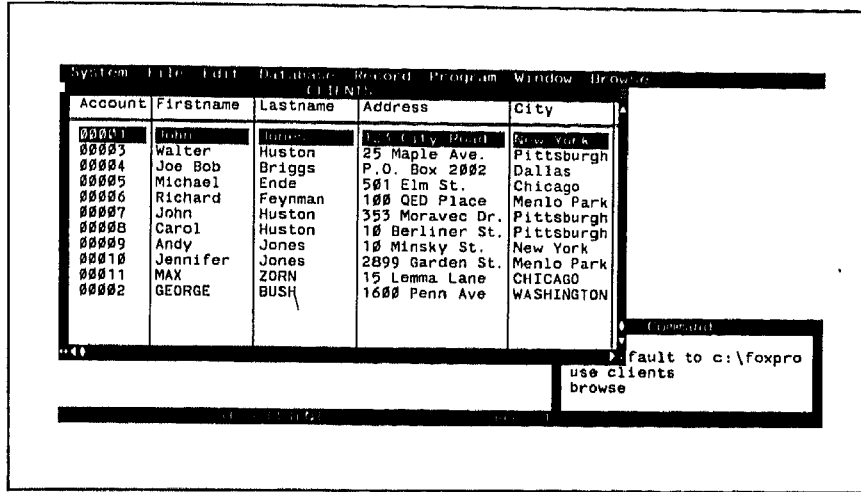 System File Edit Database Record Program Window Browse
CLIENTS
Account Firstname Lastname Address City
00001 John Jones 123 City Road New York
00003 Walter Huston 25 Maple Ave. Pittsburgh
00004 Joe Bob Briggs P.O. Box 2002 Dallas
00005 Michael Ende 501 Elm St. Chicago
00006 Richard Feynman 100 QED Place Menlo Park
00007 John Huston 353 Moravec Dr. Pittsburgh
00008 Carol Huston 10 Berliner St. Pittsburgh
00009 Andy Jones 10 Minsky St. New York
00010 Jennifer Jones 2899 Garden St. Menlo Park
00011 MAX ZORN 15 Lemma Lane CHICAGO
00002 GEORGE BUSH 1600 Penn Ave WASHINGTON
Command
fault to c:\foxpro
use clients
browse